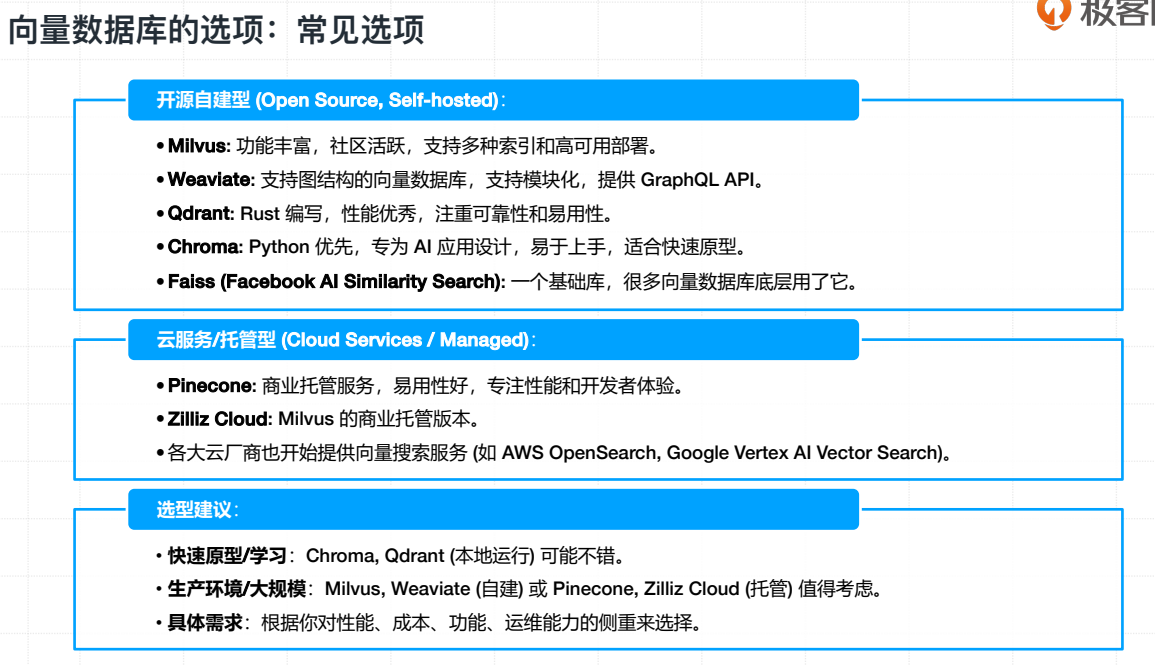 向量数据库的选项：常见选项
极客
开源自建型 (Open Source, Self-hosted)：
•Milvus: 功能丰富，社区活跃，支持多种索引和高可用部署。
•Weaviate: 支持图结构的向量数据库，支持模块化，提供 GraphQL API。
•Qdrant: Rust 编写，性能优秀，注重可靠性和易用性。
•Chroma: Python 优先，专为 AI 应用设计，易于上手，适合快速原型。
•Faiss (Facebook AI Similarity Search): 一个基础库，很多向量数据库底层用了它。
云服务/托管型 (Cloud Services / Managed)：
•Pinecone: 商业托管服务，易用性好，专注性能和开发者体验。
•Zilliz Cloud: Milvus 的商业托管版本。
•各大云厂商也开始提供向量搜索服务 (如 AWS OpenSearch, Google Vertex AI Vector Search)。
选型建议：
·快速原型/学习：Chroma, Qdrant (本地运行) 可能不错。
·生产环境/大规模：Milvus, Weaviate (自建) 或 Pinecone, Zilliz Cloud (托管) 值得考虑。
·具体需求：根据你对性能、成本、功能、运维能力的侧重来选择。